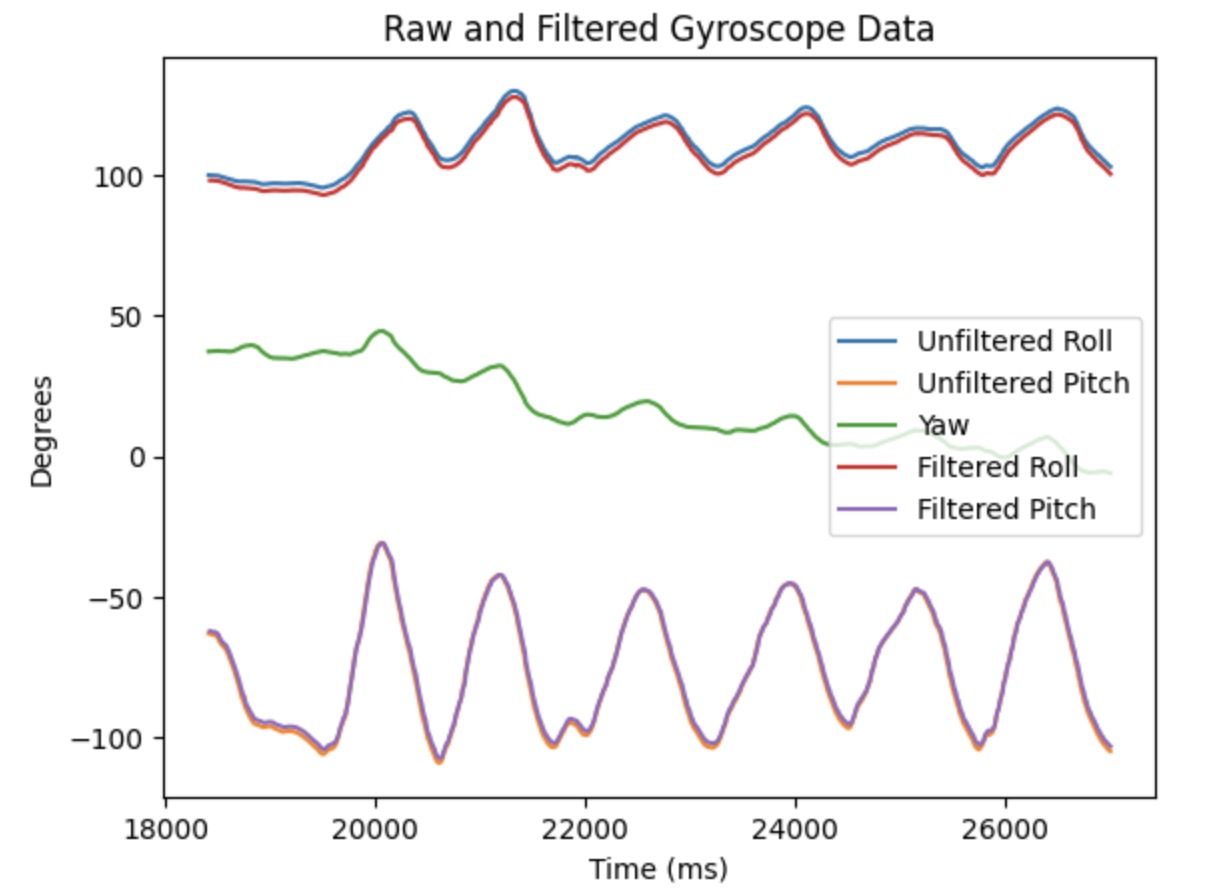 Raw and Filtered Gyroscope Data
100
50
0
−50
−100
Degrees
Unfiltered Roll
Unfiltered Pitch
Yaw
Filtered Roll
Filtered Pitch
18000 20000 22000 24000 26000
Time (ms)